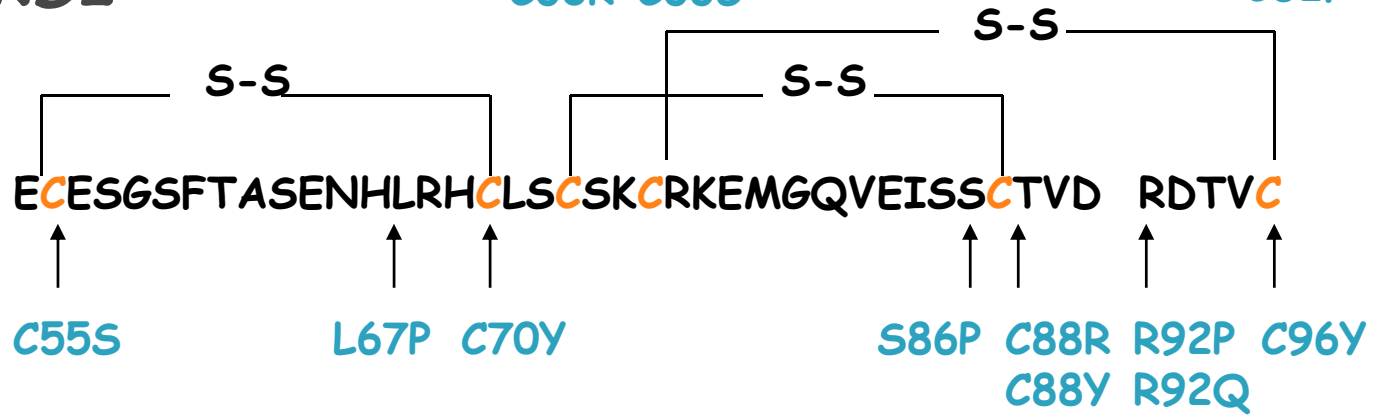 S-S
S-S S-S
ECESGSFTASENHLRHCLSCSKCRKEMGQVEISSCTVD RDTVC
C55S L67P C70Y S86P C88R R92P C96Y
C88Y R92Q